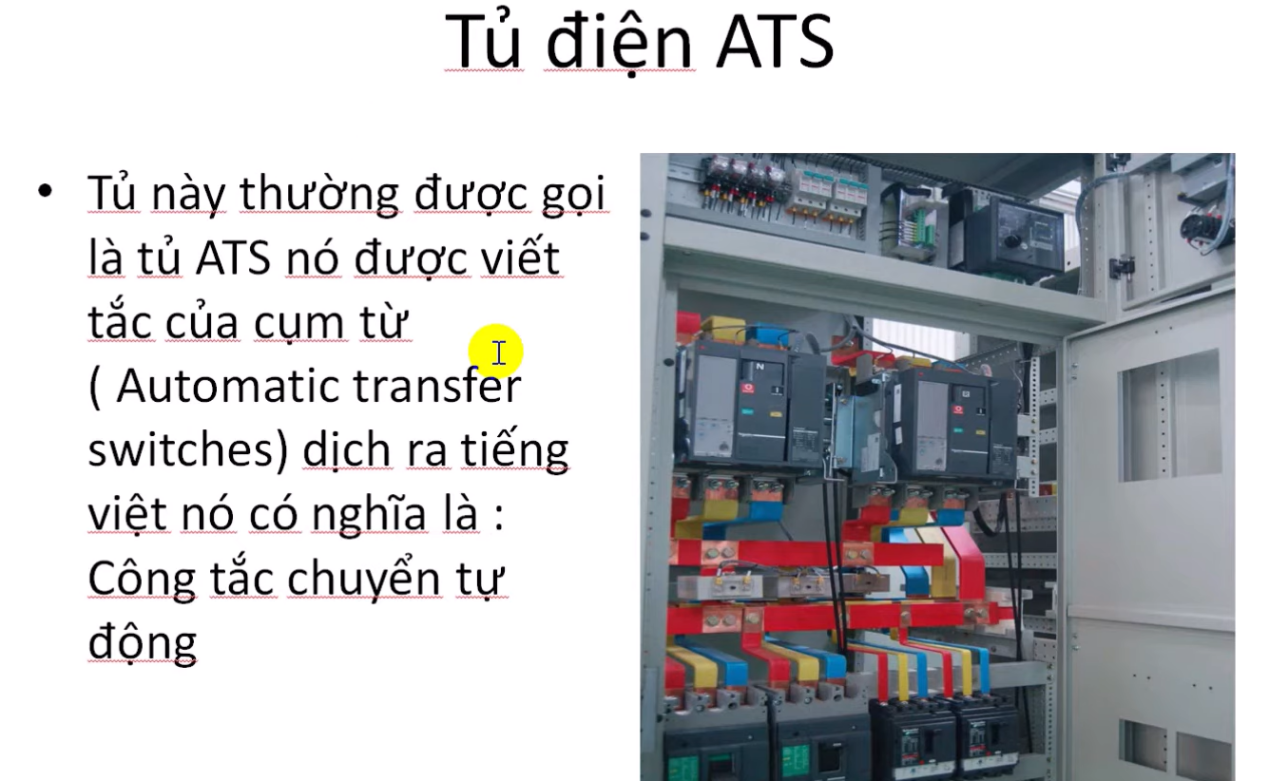 Tủ điện ATS
• Tủ này thường được gọi
là tủ ATS nó được viết
tắc của cụm từ
( Automatic transfer
switches) dịch ra tiếng
việt nó có nghĩa là :
Công tắc chuyển tự
động
N